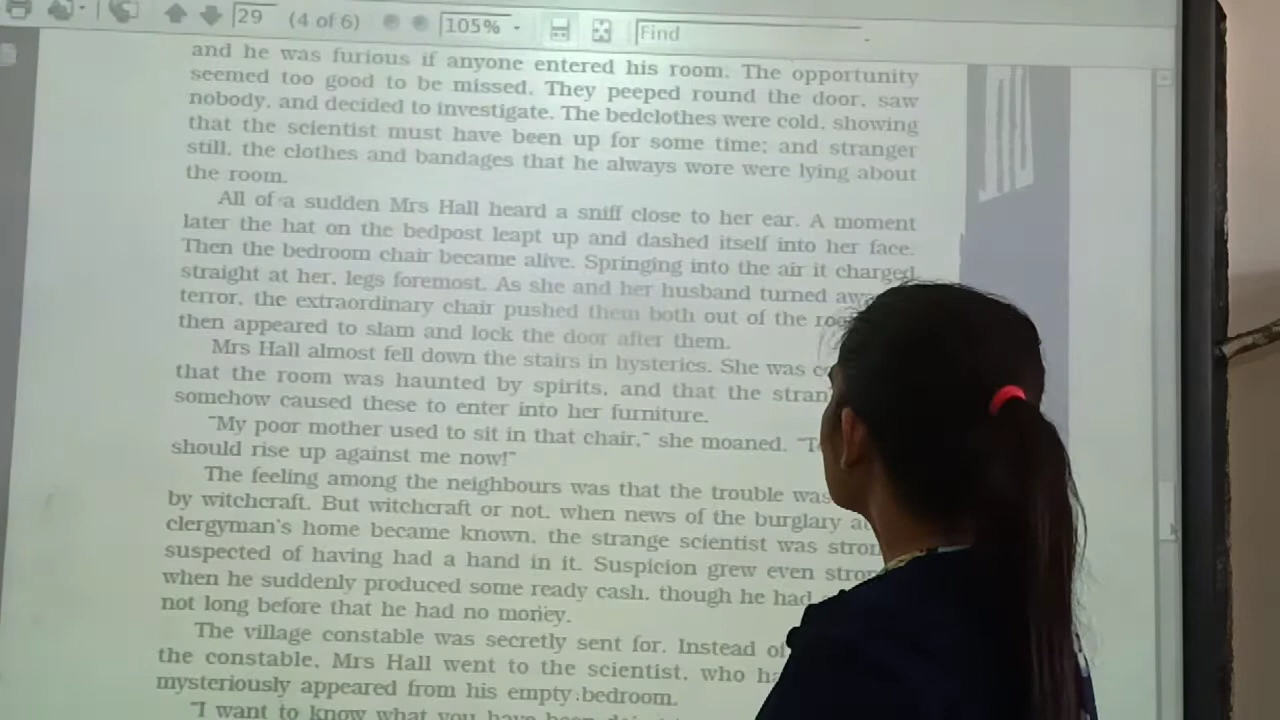 29 (4 of 6) 105% Find
and he was furious if anyone entered his room. The opportunity
seemed too good to be missed. They peeped round the door, saw
nobody, and decided to investigate. The bedclothes were cold, showing
that the scientist must have been up for some time; and stranger
still, the clothes and bandages that he always wore were lying about
the room.
All of a sudden Mrs Hall heard a sniff close to her ear. A moment
later the hat on the bedpost leapt up and dashed itself into her face.
Then the bedroom chair became alive. Springing into the air it charged
straight at her, legs foremost. As she and her husband turned
terror, the extraordinary chair pushed them both out of the
then appeared to slam and lock the door after them.
Mrs Hall almost fell down the stairs in hysterics. She was
that the room was haunted by spirits, and that the
somehow caused these to enter into her furniture.
"My poor mother used to sit in that chair," she moaned.
should rise up against me now!"
The feeling among the neighbours was that the trouble was
by witchcraft. But witchcraft or not, when news of the burglary
clergyman's home became known, the strange scientist was
suspected of having had a hand in it. Suspicion grew even
when he suddenly produced some ready cash, though he had
not long before that he had no money.
The village constable was secretly sent for. Instead of
the constable, Mrs Hall went to the scientist, who
mysteriously appeared from his empty bedroom.
"I want to know what you have been